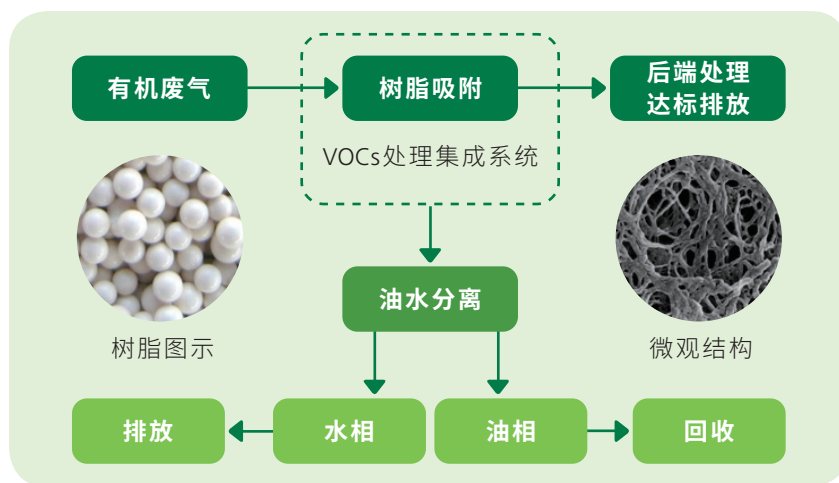 有机废气
树脂吸附
后端处理
达标排放
VOCs处理集成系统
油水分离
树脂图示
微观结构
排放
水相
油相
回收